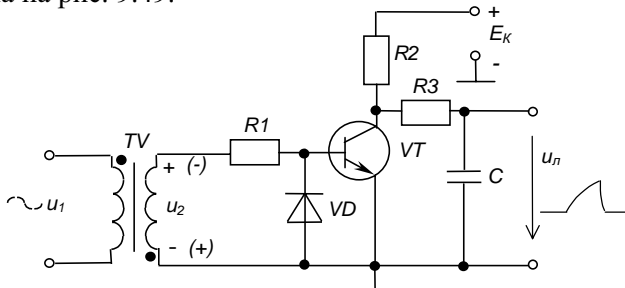 на рис. 9.49.
+
E_K
-
R2
R3
R1
TV
+ (-)
VT
u_1
u_2
VD
C
u_л
- (+)